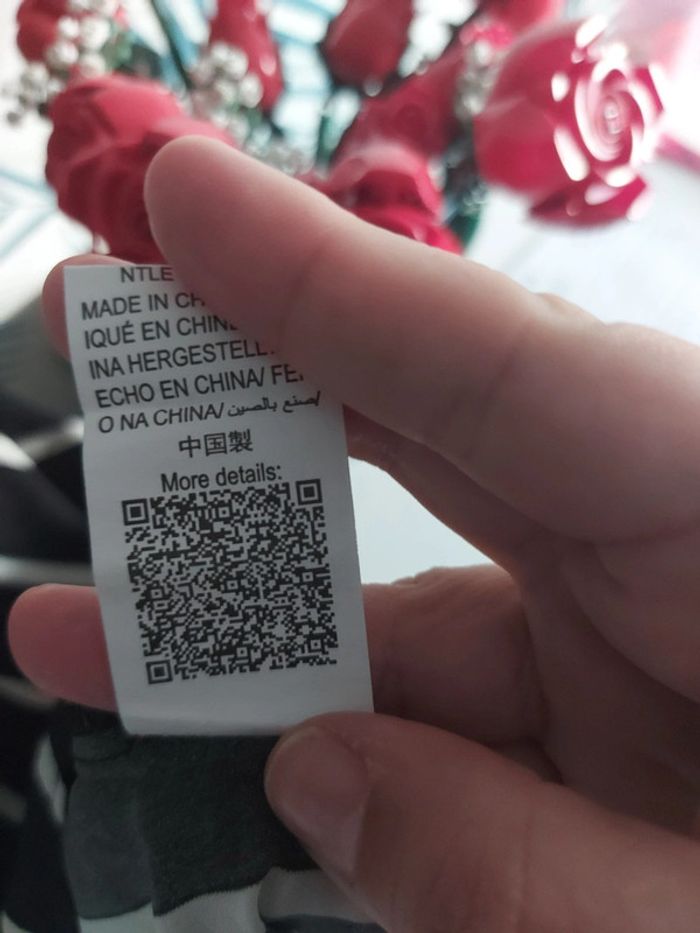 NTLE
MADE IN CH
IQUÉ EN CHIN
INA HERGESTELL
ECHO EN CHINA/ FE
O NA CHINA/ صنع بالصين/
中国製
More details: